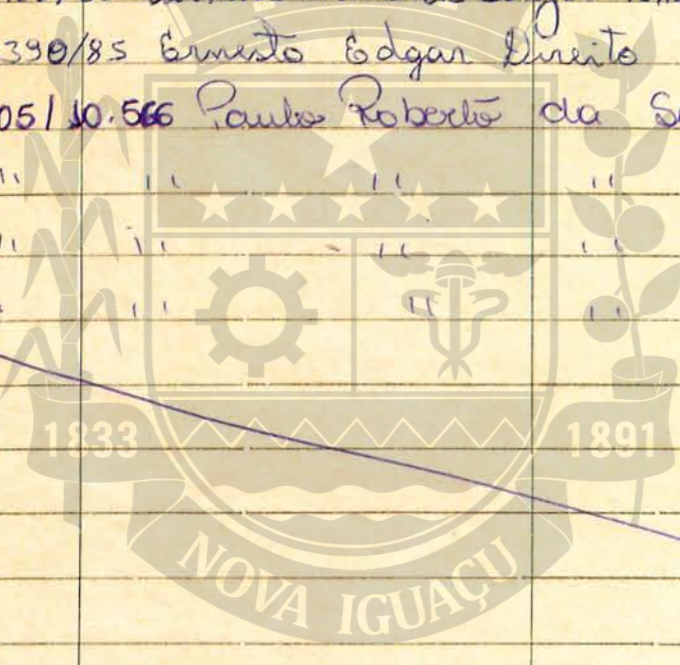 390/85 Ernesto Edgar Direito
05/10.566 Paulo Roberto da
" " " "
" " " "
" " "
1833 1891
NOVA IGUAÇU